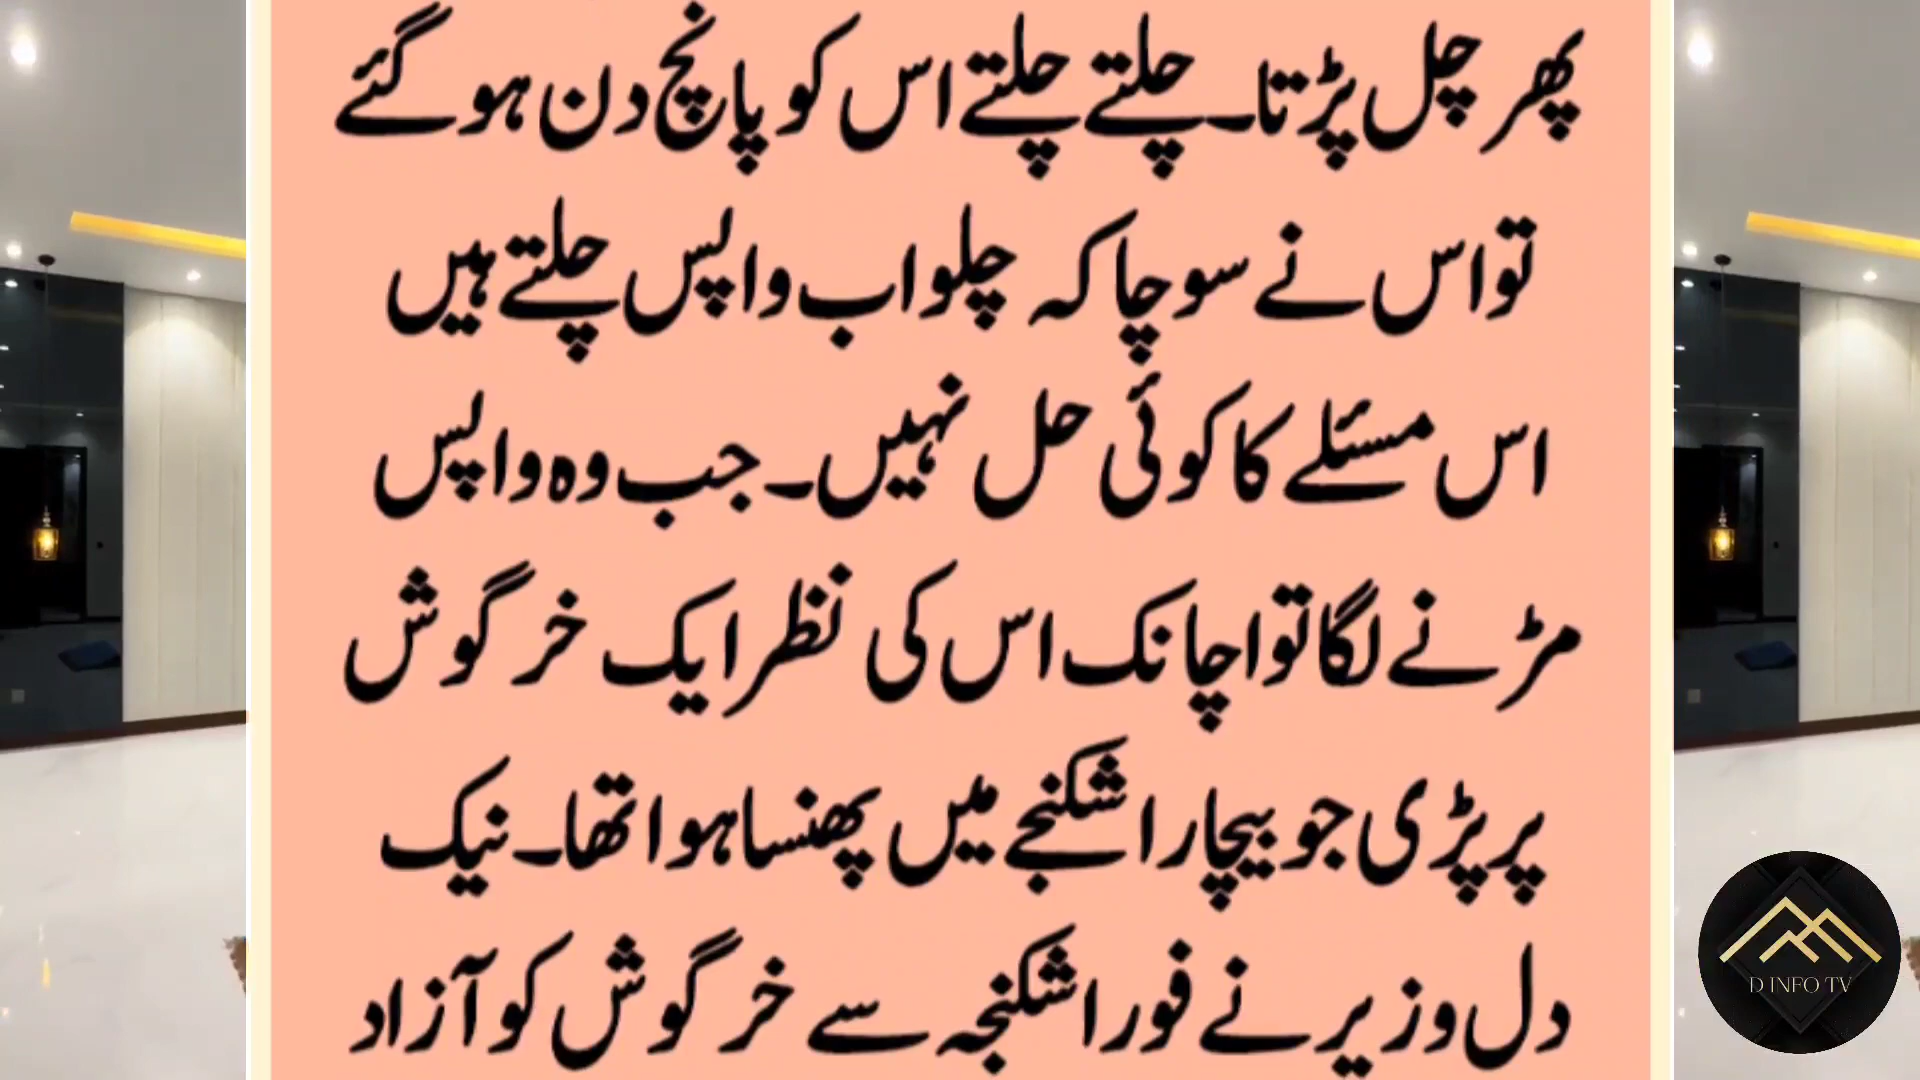 پھر چل پڑتا۔ چلتے چلتے اس کو پانچ دن ہو گئے
تو اس نے سوچا کہ چلو اب واپس چلتے ہیں
اس مسئلے کا کوئی حل نہیں۔ جب وہ واپس
مڑنے لگا تو اچانک اس کی نظر ایک خرگوش
پر پڑی جو بیچارا شکنجے میں پھنسا ہوا تھا۔ نیک
دل وزیر نے فورا شکنجہ سے خرگوش کو آزاد
D INFO TV